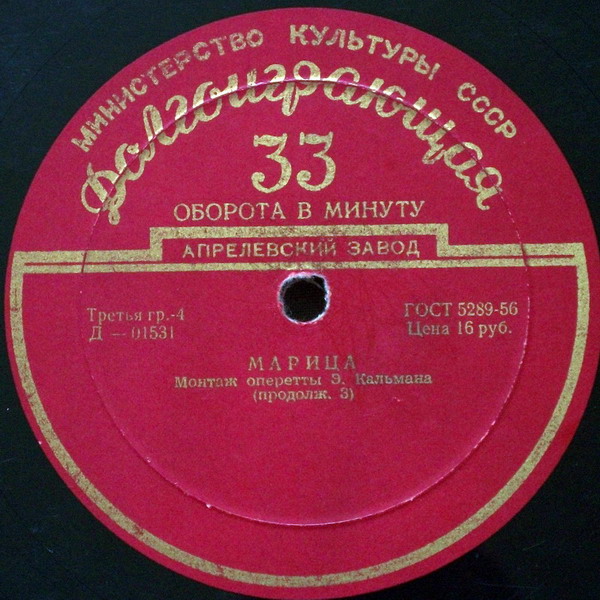 МИНИСТЕРСТВО КУЛЬТУРЫ СССР
Долгоиграющая
33
ОБОРОТА В МИНУТУ
АПРЕЛЕВСКИЙ ЗАВОД
Третья гр.-4
Д — 01531
ГОСТ 5289-56
Цена 16 руб.
МАРИЦА
Монтаж оперетты Э. Кальмана
(продолж. 3)